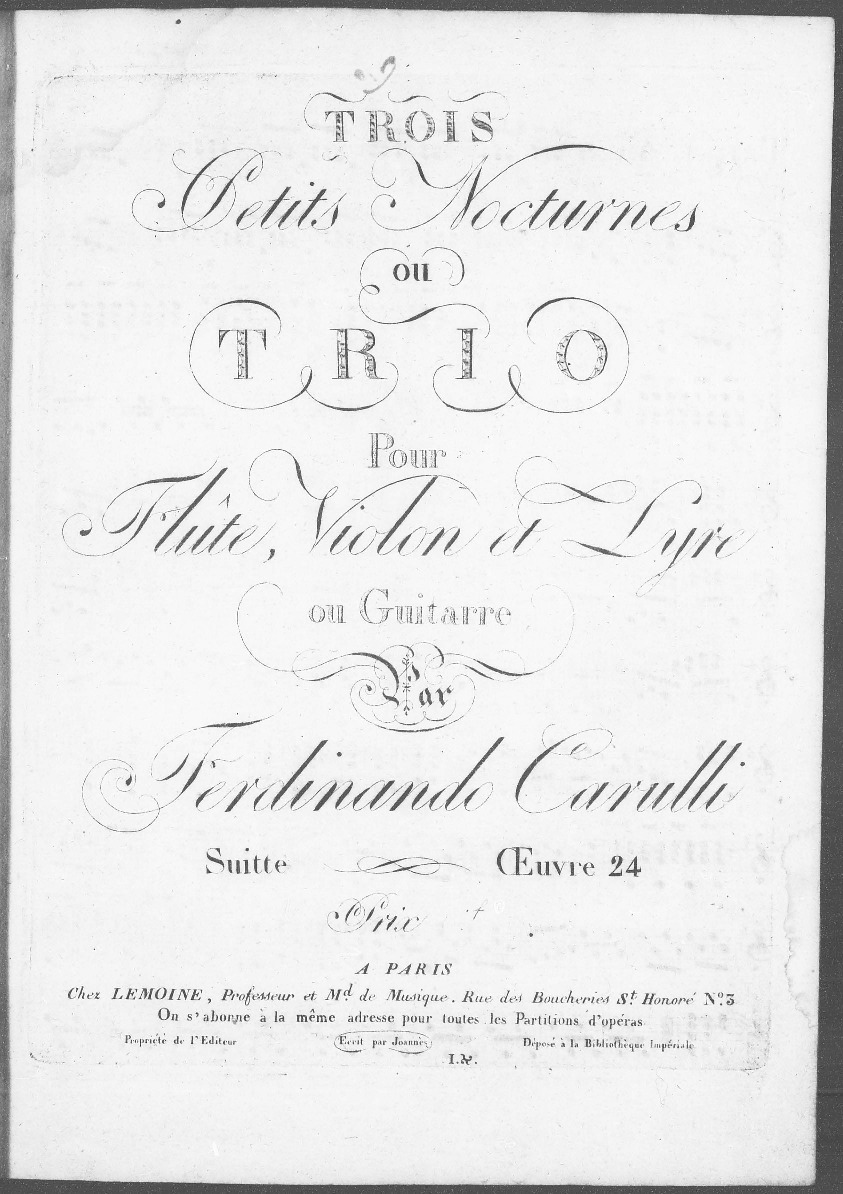 TROIS
Petits Nocturnes
ou
TRIO
Pour
Flûte, Violon et Lyre
ou Guitarre
Par
Ferdinando Carulli
Suitte Œuvre 24
Prix
A PARIS
Chez LEMOINE, Professeur et Md. de Musique. Rue des Boucheries St. Honoré No. 3
On s'abonne à la même adresse pour toutes les Partitions d'opéras
Propriété de l'Editeur Ecrit par Joannès Déposé à la Bibliothèque Impériale